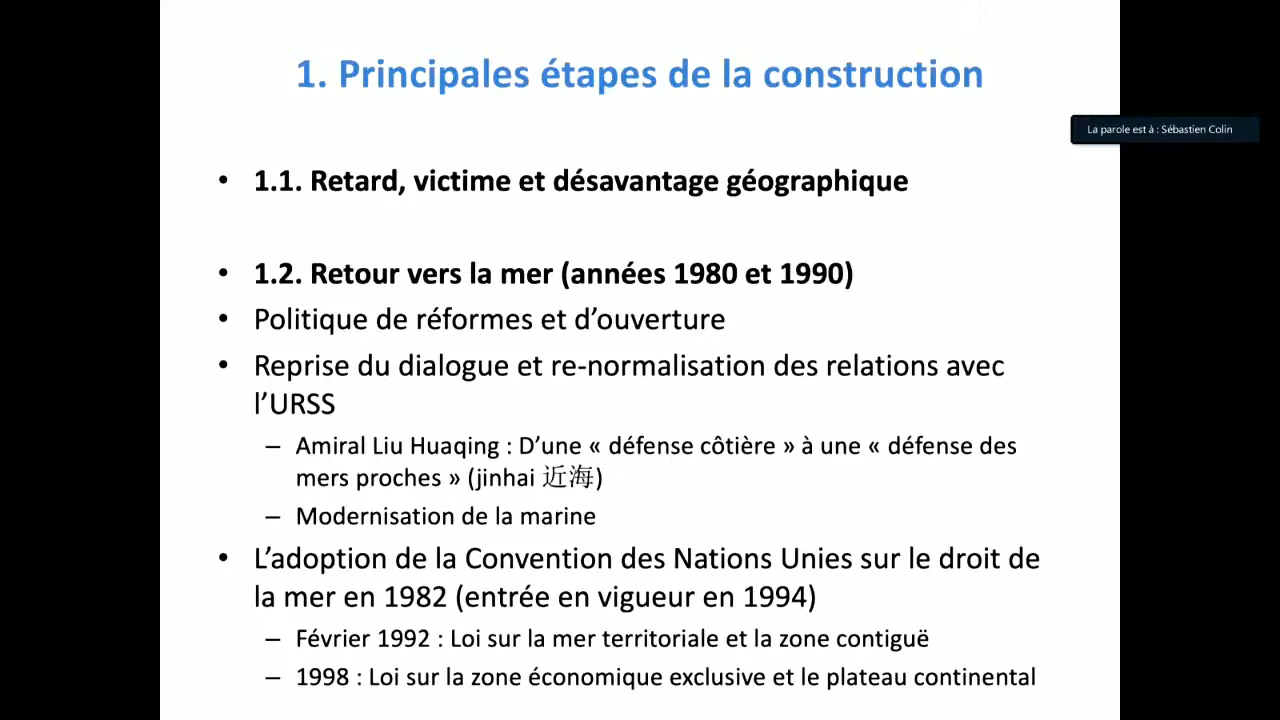 1. Principales étapes de la construction
La parole est à : Sébastien Colin
• 1.1. Retard, victime et désavantage géographique
• 1.2. Retour vers la mer (années 1980 et 1990)
• Politique de réformes et d’ouverture
• Reprise du dialogue et re-normalisation des relations avec
l’URSS
– Amiral Liu Huaqing : D’une « défense côtière » à une « défense des
mers proches » (jinhai 近海)
– Modernisation de la marine
• L’adoption de la Convention des Nations Unies sur le droit de
la mer en 1982 (entrée en vigueur en 1994)
– Février 1992 : Loi sur la mer territoriale et la zone contiguë
– 1998 : Loi sur la zone économique exclusive et le plateau continental